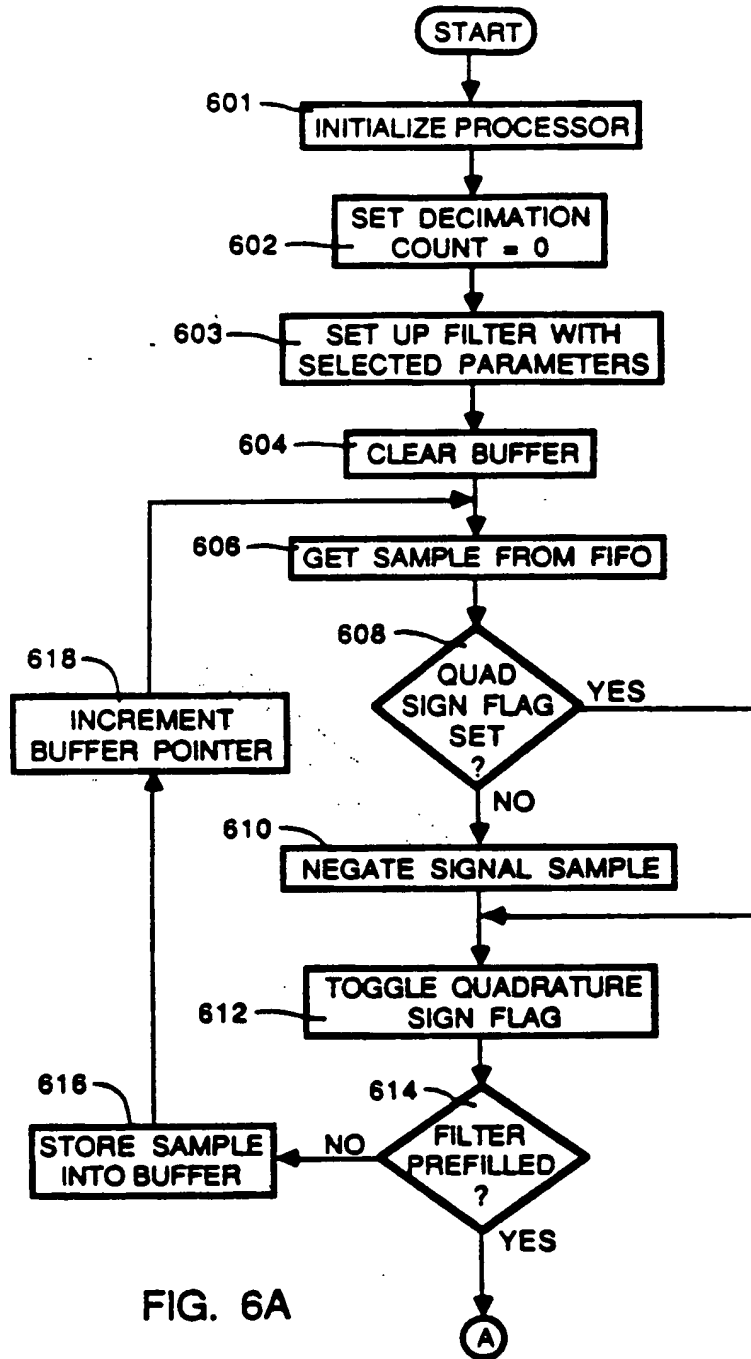 START
601
INITIALIZE PROCESSOR
SET DECIMATION
COUNT = 0
602
603
SET UP FILTER WITH
SELECTED PARAMETERS
604
CLEAR BUFFER
606
GET SAMPLE FROM FIFO
608
QUAD
SIGN FLAG
SET
?
YES
NO
618
INCREMENT
BUFFER POINTER
610
NEGATE SIGNAL SAMPLE
TOGGLE QUADRATURE
SIGN FLAG
612
616
STORE SAMPLE
INTO BUFFER
NO
614
FILTER
PREFILLED
?
YES
FIG. 6A
A